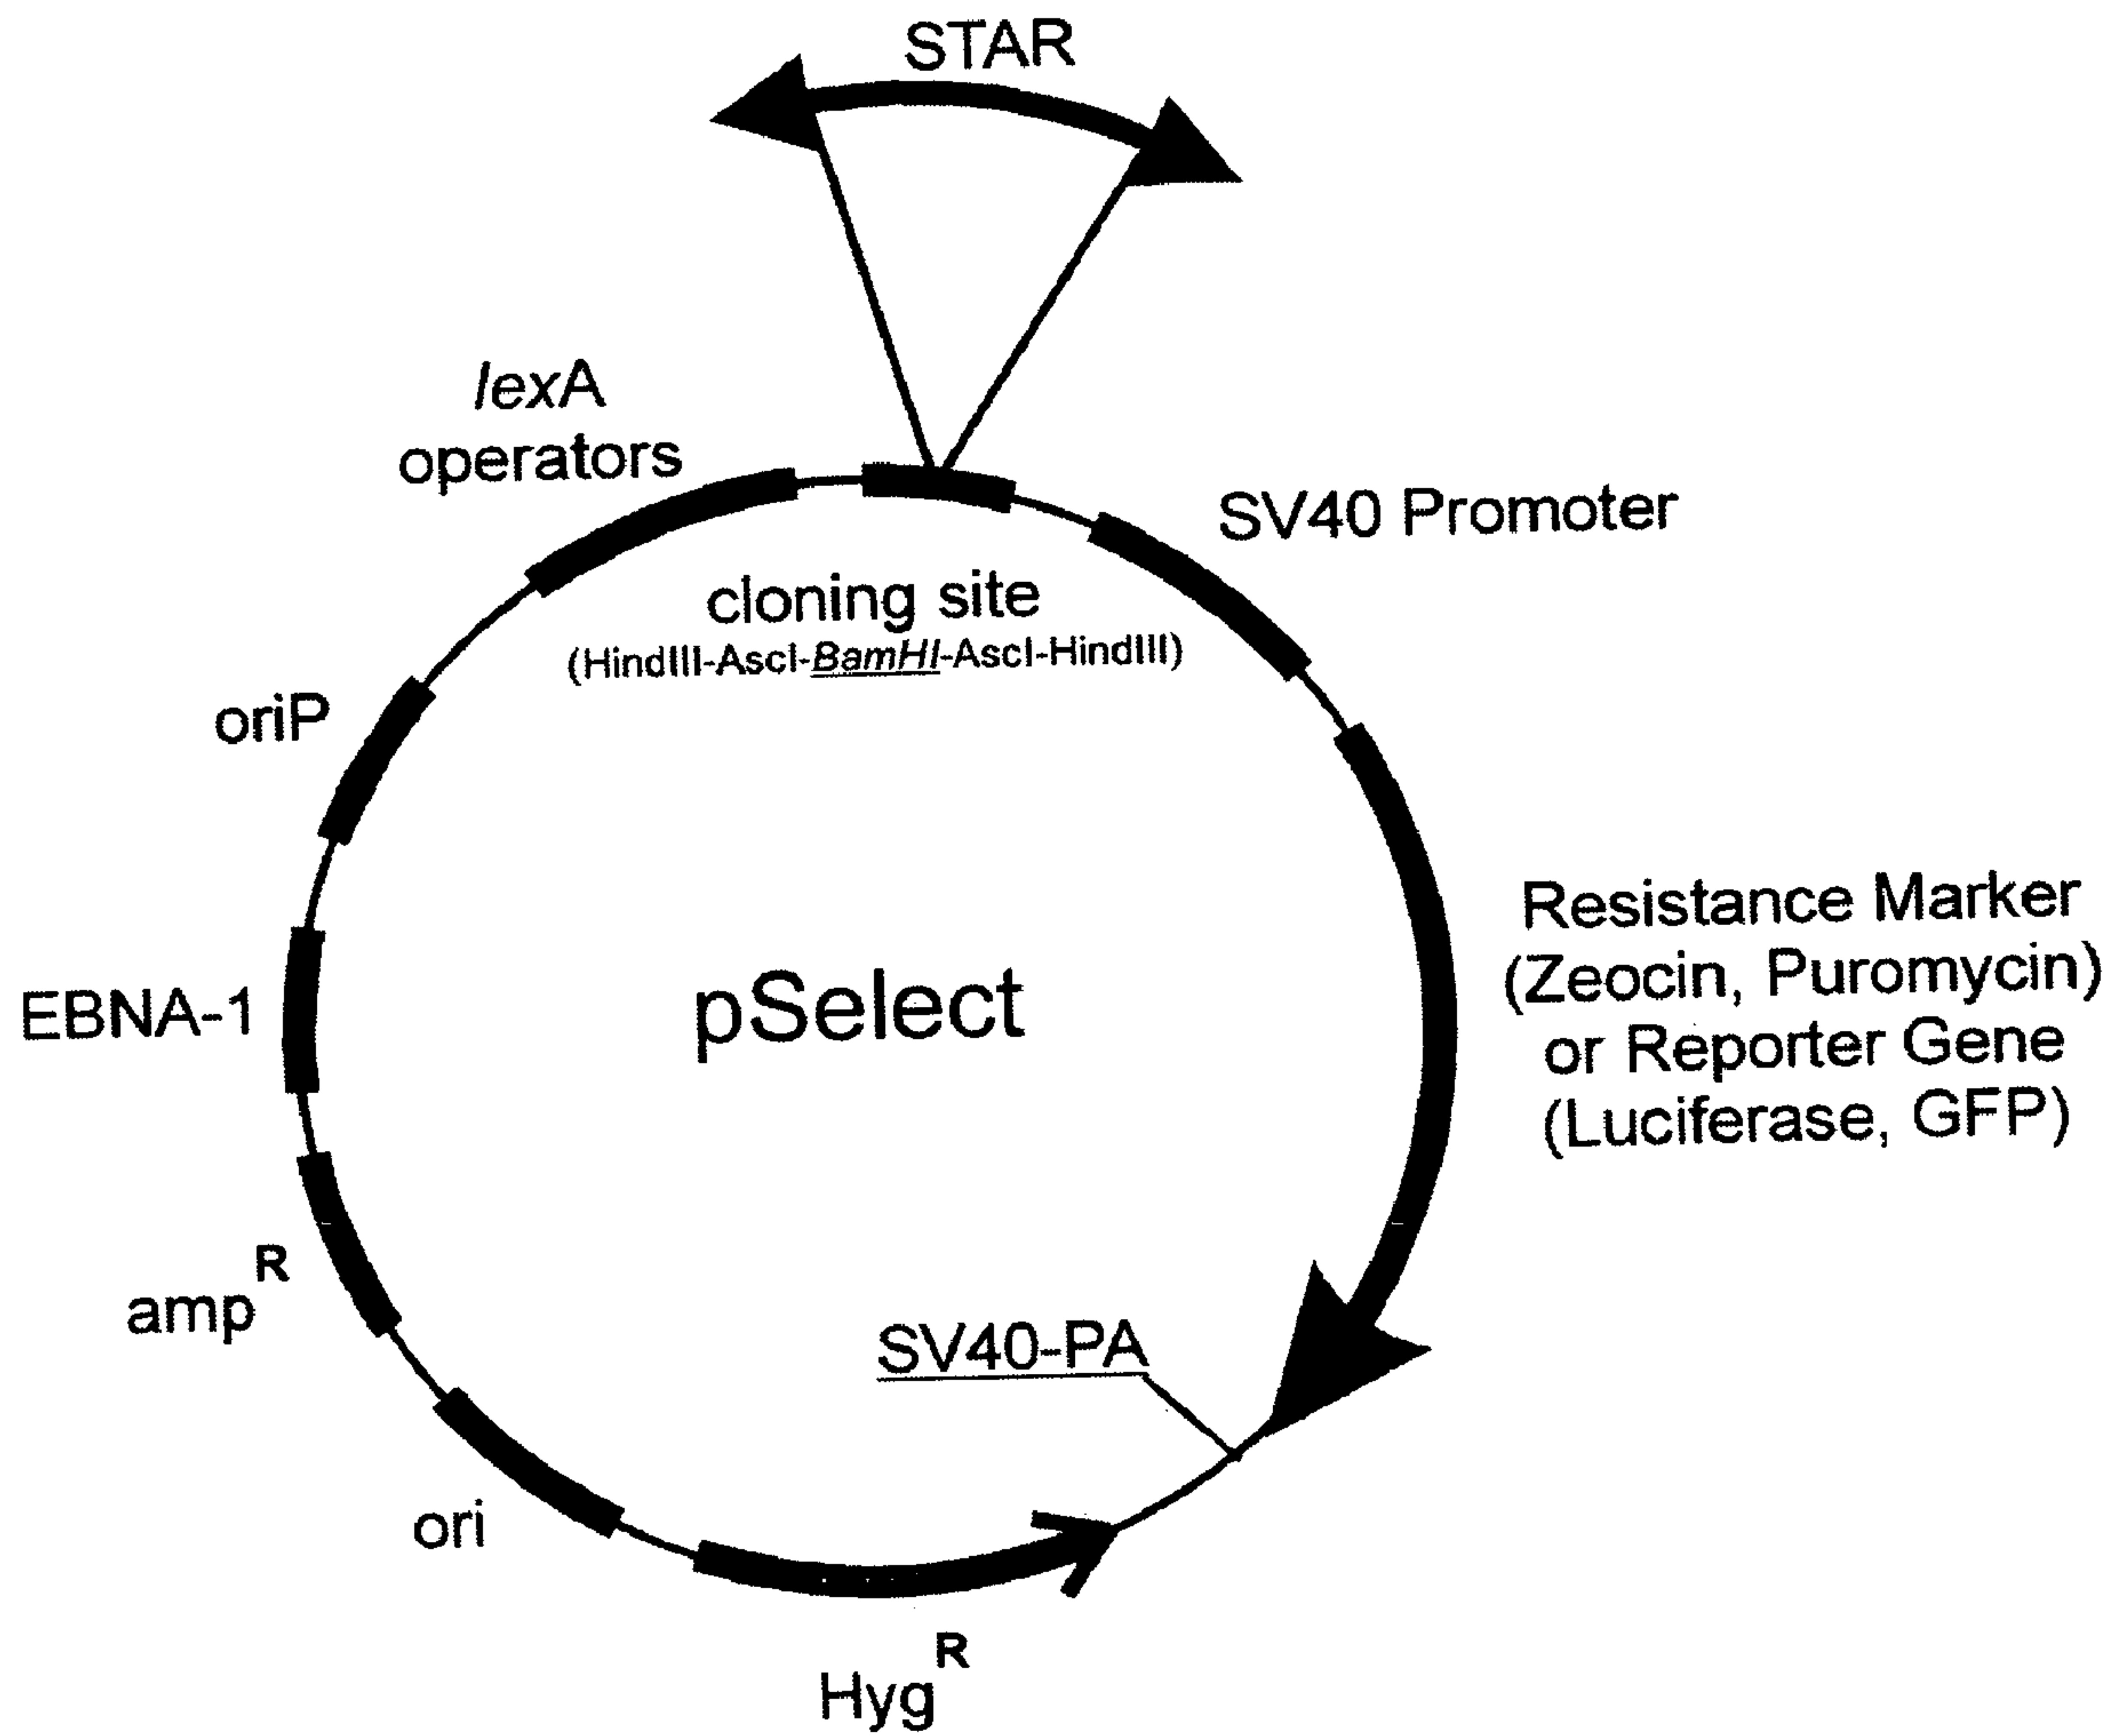 STAR
lexA
operators
SV40 Promoter
cloning site
(HindIII-AscI-BamHI-AscI-HindIII)
oriP
Resistance Marker
(Zeocin, Puromycin)
or Reporter Gene
(Luciferase, GFP)
EBNA-1
pSelect
amp^R
SV40-PA
ori
Hyg^R